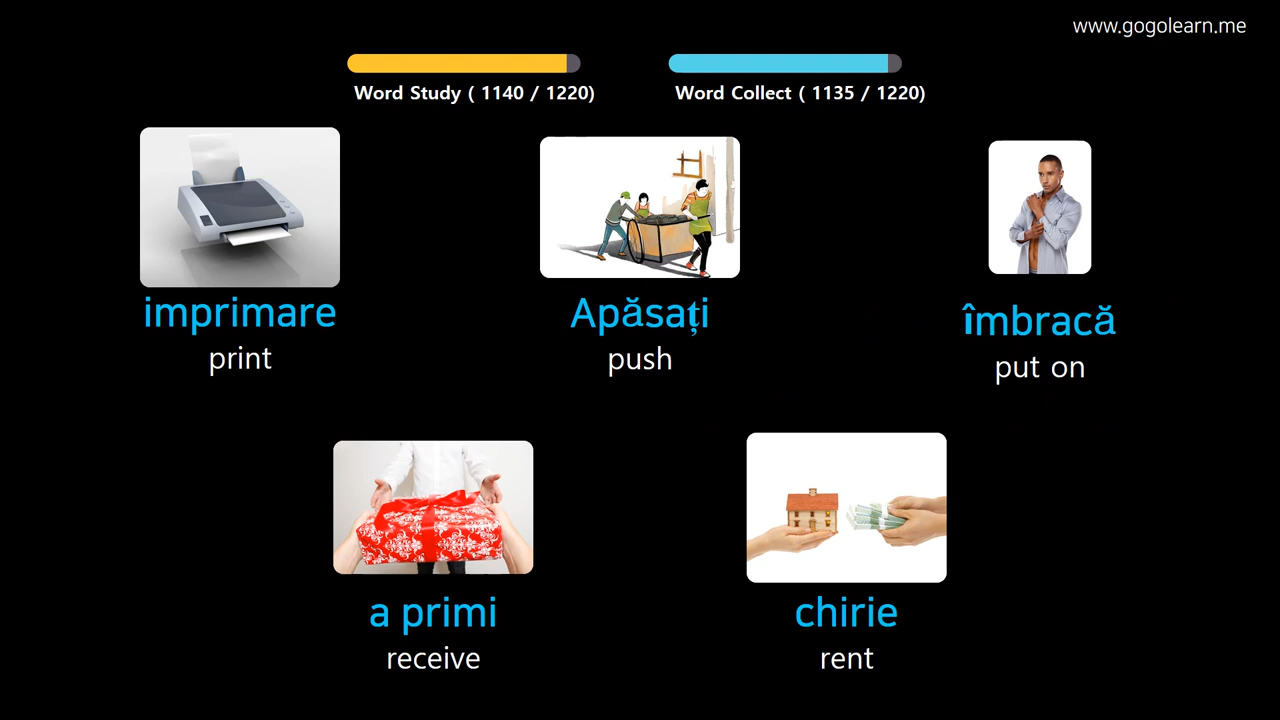 www.gogolearn.me
Word Study ( 1140 / 1220)
Word Collect ( 1135 / 1220)
imprimare
print
Apăsați
push
îmbracă
put on
a primi
receive
chirie
rent